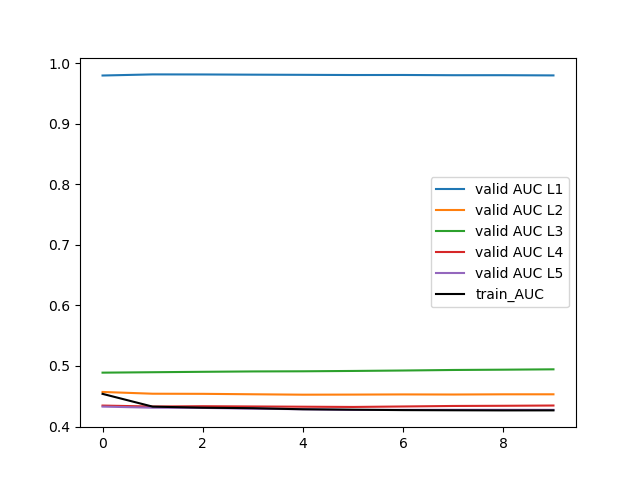 1.0
0.9
0.8
0.7
0.6
0.5
0.4
0 2 4 6 8
valid AUC L1
valid AUC L2
valid AUC L3
valid AUC L4
valid AUC L5
train_AUC